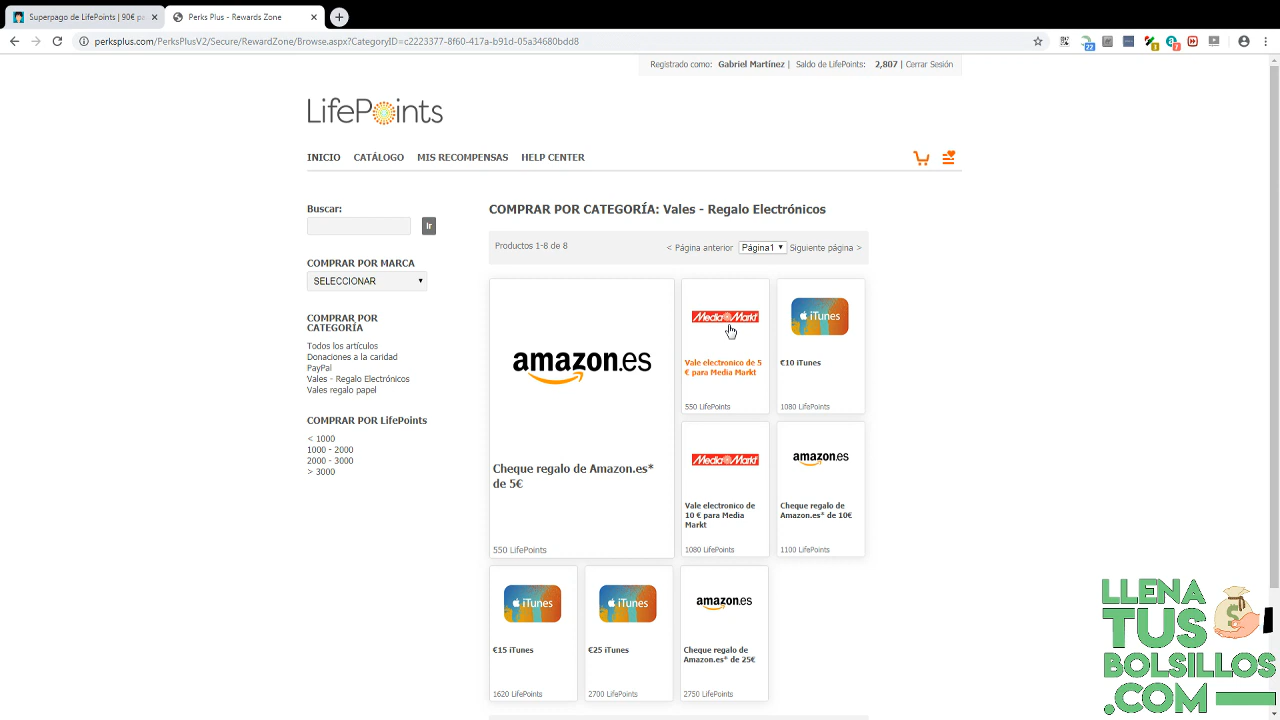 Superpago de LifePoints | 90€ pa
Perks Plus - Rewards Zone
perksplus.com/PerksPlusV2/Secure/RewardZone/Browse.aspx?CategoryID=c2223377-8f60-417a-b91d-05a34680bdd8
Registrado como: Gabriel Martínez | Saldo de LifePoints: 2,807 | Cerrar Sesión
LifePoints
INICIO CATÁLOGO MIS RECOMPENSAS HELP CENTER
Buscar:
Ir
COMPRAR POR MARCA
SELECCIONAR
COMPRAR POR
CATEGORÍA
Todos los artículos
Donaciones a la caridad
PayPal
Vales - Regalo Electrónicos
Vales regalo papel
COMPRAR POR LifePoints
< 1000
1000 - 2000
2000 - 3000
> 3000
COMPRAR POR CATEGORÍA: Vales - Regalo Electrónicos
Productos 1-8 de 8
< Página anterior Página1 Siguiente página >
amazon.es
Cheque regalo de Amazon.es*
de 5€
550 LifePoints
Media Markt
Vale electronico de 5
€ para Media Markt
550 LifePoints
iTunes
€10 iTunes
1080 LifePoints
Media Markt
Vale electronico de
10 € para Media
Markt
1080 LifePoints
amazon.es
Cheque regalo de
Amazon.es* de 10€
1100 LifePoints
iTunes
€15 iTunes
1620 LifePoints
iTunes
€25 iTunes
2700 LifePoints
amazon.es
Cheque regalo de
Amazon.es* de 25€
2750 LifePoints
LLENA
TUS
BOLSILLOS
.COM